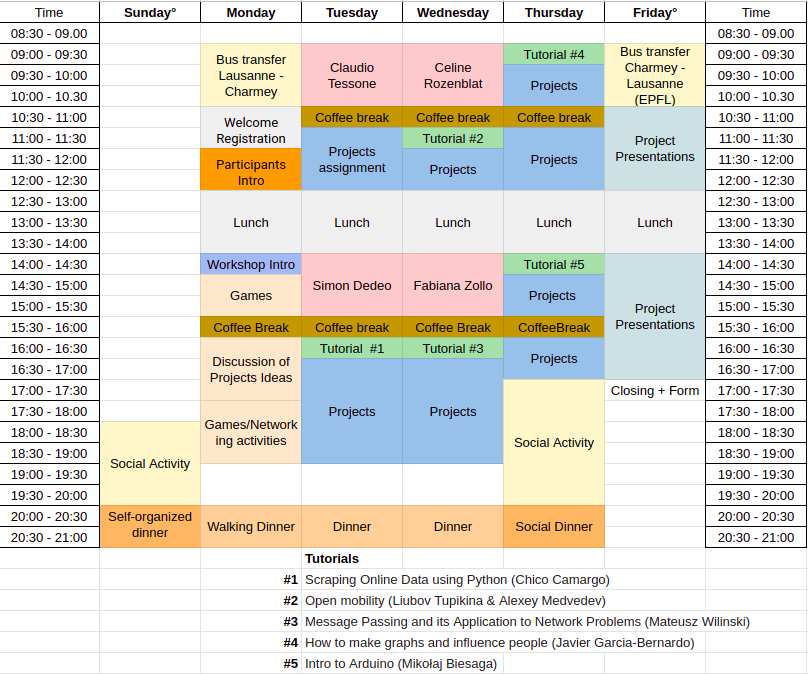 Time Sunday° Monday Tuesday Wednesday Thursday Friday° Time
08:30 - 09.00 08:30 - 09.00
09:00 - 09:30 Tutorial #4 09:00 - 09:30
Bus transfer
Lausanne -
Charmey
Claudio
Tessone
Celine
Rozenblat
Bus transfer
Charmey -
Lausanne
(EPFL)
09:30 - 10:00 Projects 09:30 - 10:00
10:00 - 10.30 10:00 - 10.30
10:30 - 11:00 Coffee break Coffee break Coffee break 10:30 - 11:00
Welcome
Registration
11:00 - 11:30 Tutorial #2 11:00 - 11:30
Projects
assignment
Projects
Projects
Project
Presentations
11:30 - 12:00 11:30 - 12:00
Participants
Intro
12:00 - 12:30 12:00 - 12:30
12:30 - 13:00 12:30 - 13:00
13:00 - 13:30 Lunch Lunch Lunch Lunch Lunch 13:00 - 13:30
13:30 - 14:00 13:30 - 14:00
14:00 - 14:30 Workshop Intro Tutorial #5 14:00 - 14:30
14:30 - 15:00 14:30 - 15:00
Games Simon Dedeo Fabiana Zollo Projects
Project
Presentations
15:00 - 15:30 15:00 - 15:30
15:30 - 16:00 Coffee Break Coffee break Coffee Break CoffeeBreak 15:30 - 16:00
16:00 - 16:30 Tutorial #1 Tutorial #3 16:00 - 16:30
Discussion of
Projects Ideas
Projects
16:30 - 17:00 16:30 - 17:00
17:00 - 17:30 Closing + Form 17:00 - 17:30
17:30 - 18:00 Projects Projects 17:30 - 18:00
Games/Network
ing activities
18:00 - 18:30 18:00 - 18:30
Social Activity
18:30 - 19:00 18:30 - 19:00
Social Activity
19:00 - 19:30 19:00 - 19:30
19:30 - 20:00 19:30 - 20:00
20:00 - 20:30 20:00 - 20:30
Self-organized
dinner
Walking Dinner Dinner Dinner Social Dinner
20:30 - 21:00 20:30 - 21:00
Tutorials
#1 Scraping Online Data using Python (Chico Camargo)
#2 Open mobility (Liubov Tupikina & Alexey Medvedev)
#3 Message Passing and its Application to Network Problems (Mateusz Wilinski)
#4 How to make graphs and influence people (Javier Garcia-Bernardo)
#5 Intro to Arduino (Mikołaj Biesaga)